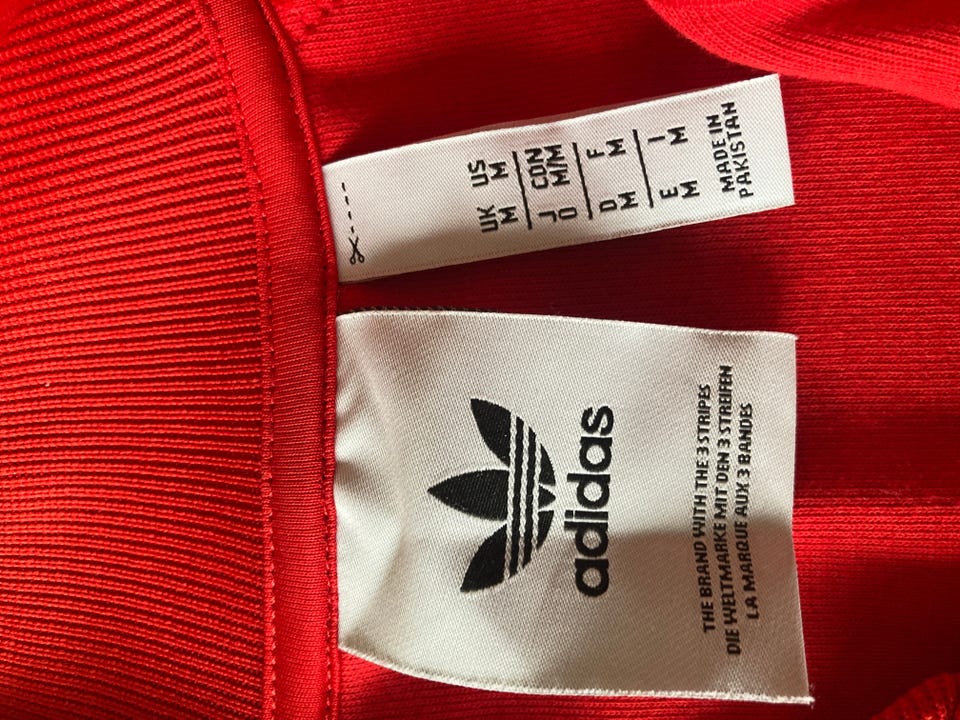 UK US
M M
J CDN
O M/M
D F
M M
E I
M M
MADE IN
PAKISTAN
adidas
THE BRAND WITH THE 3 STRIPES
DIE WELTMARKE MIT DEN 3 STREIFEN
LA MARQUE AUX 3 BANDES